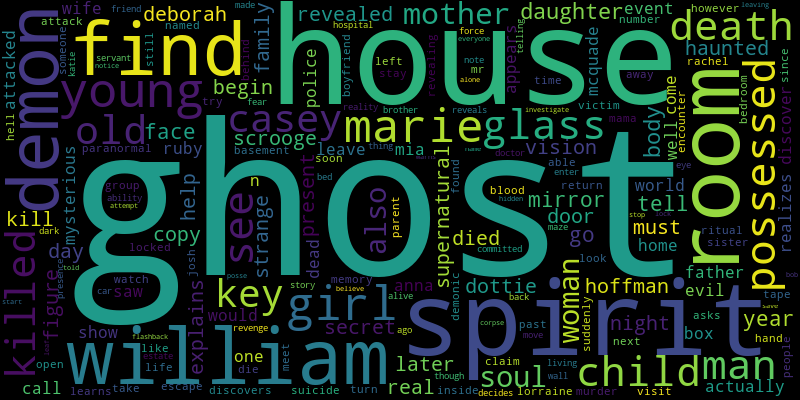 ghost
house
spirit
william
room
find
demon
young
possessed
killed
death
child
man
girl
key
glass
marie
casey
old
see
soul
woman
also
mother
daughter
deborah
revealed
haunted
family
police
appears
mcquade
event
wife
attacked
attack
friend
named
servant
notice
katie
someone
still
behind
hospital
boyfriend
telling
everyone
force
note
mr
alone
revealing
left
stay
time
away
number
however
made
leaving
rachel
since
bedroom
begin
fear
try
hell
paranormal
ruby
face
scrooge
basement
leave
mia
reality
brother
reveals
thing
soon
vision
victim
mama
investigate
body
well
come
encounter
discover
mysterious
help
strange
copy
day
group
ability
attempt
kill
dark
figure
saw
watch
show
call
open
like
life
learns
take
escape
josh
locked
car
told
presence
start
explains
would
one
die
flashback
revenge
estate
discovers
suicide
meet
story
secret
present
dead
memory
believe
parent
alive
ago
turn
anna
later
real
though
inside
supernatural
died
dottie
demonic
blood
bed
found
able
enter
doctor
hidden
return
mirror
door
world
go
tell
must
home
father
evil
sister
ritual
realizes
eye
stop
maze
look
committed
hoffman
suddenly
night
next
year
box
asks
tape
hand
people
actually
visit
murder
lorraine
decides
claim
living
wall
past
move
back
corpse
posse
save
bob
lock